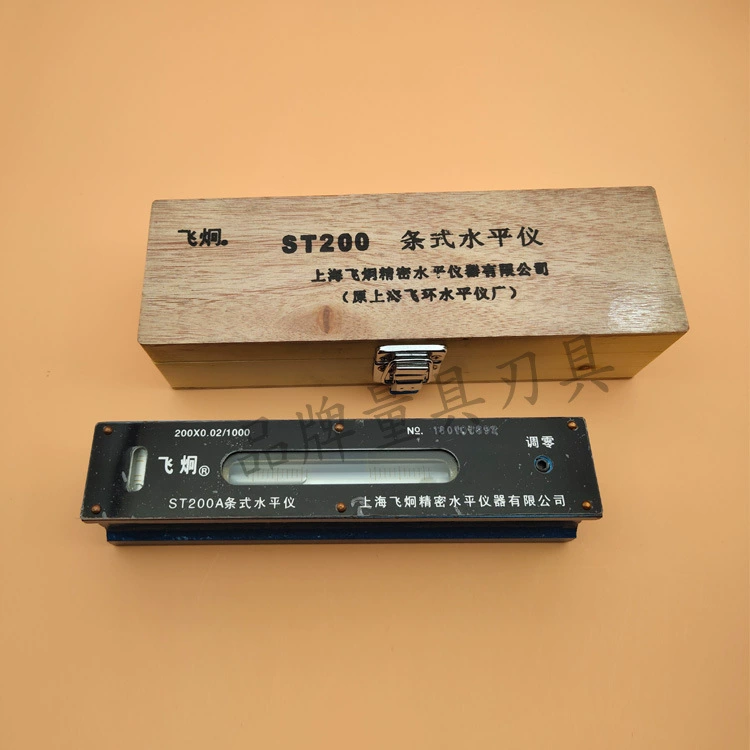 飞炯®
ST200 条式水平仪
上海飞炯精密水平仪器有限公司
（原上海飞环水平仪厂）
品牌量具刃具
200X0.02/1000
No.
调零
飞炯®
ST200A条式水平仪
上海飞炯精密水平仪器有限公司